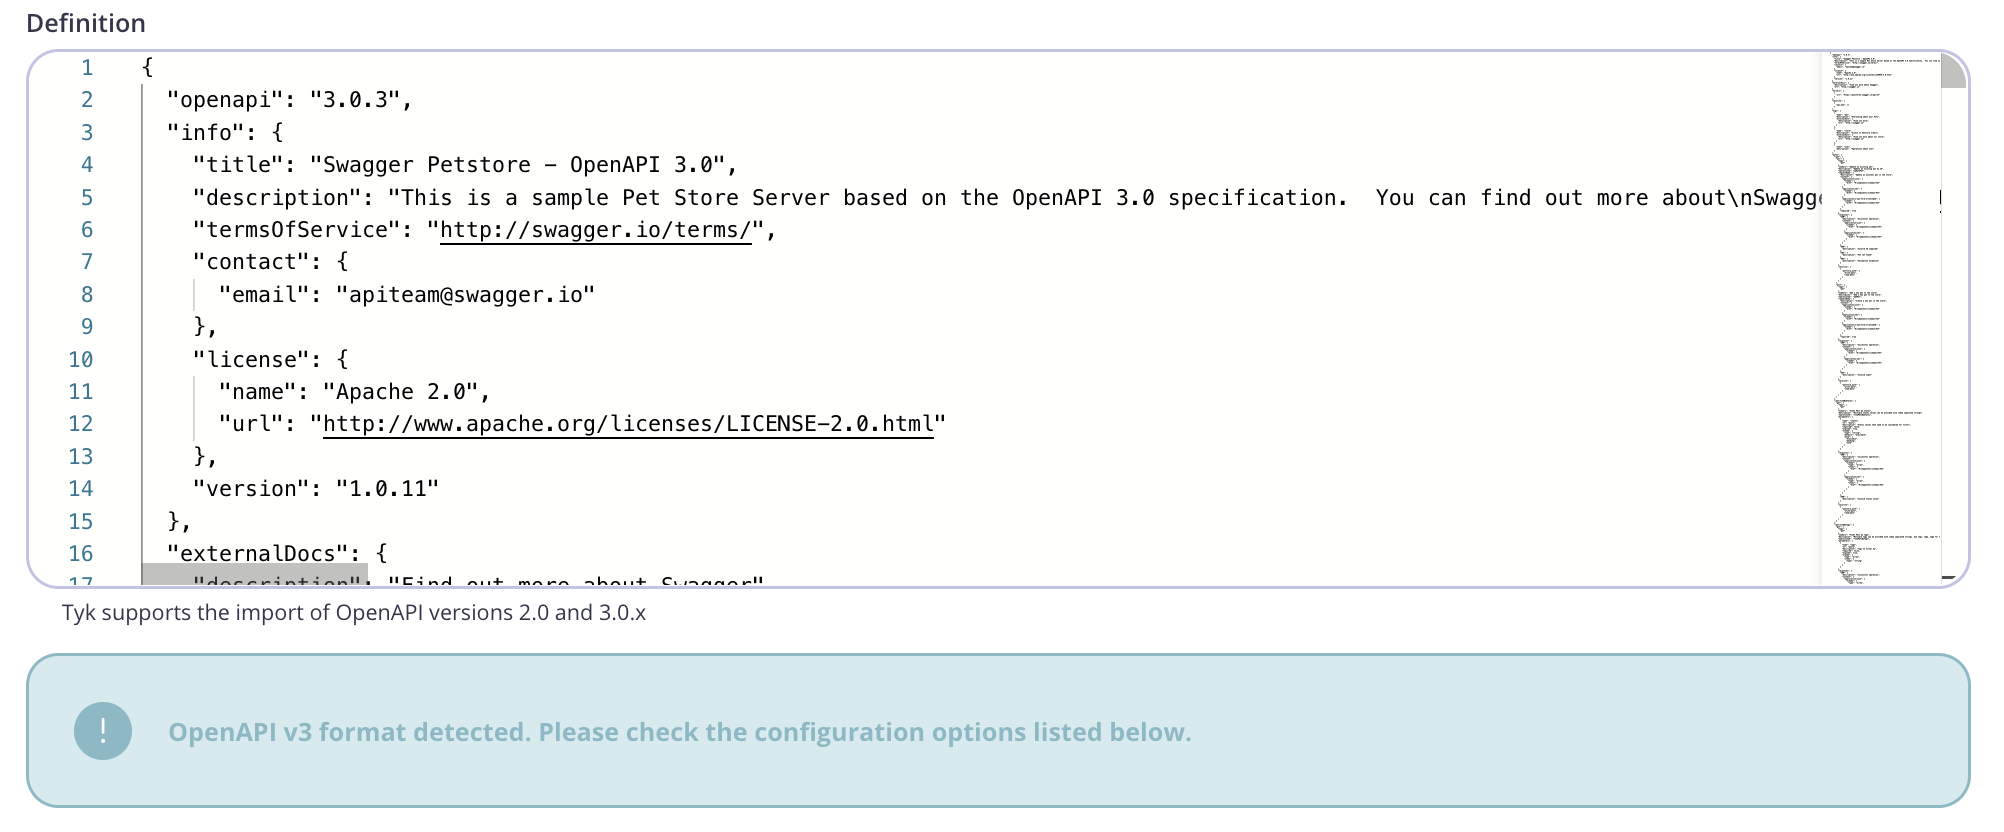 Definition
1 {
2 "openapi": "3.0.3",
3 "info": {
4 "title": "Swagger Petstore - OpenAPI 3.0",
5 "description": "This is a sample Pet Store Server based on the OpenAPI 3.0 specification.  You can find out more about\nSwagge
6 "termsOfService": "http://swagger.io/terms/",
7 "contact": {
8 "email": "apiteam@swagger.io"
9 },
10 "license": {
11 "name": "Apache 2.0",
12 "url": "http://www.apache.org/licenses/LICENSE-2.0.html"
13 },
14 "version": "1.0.11"
15 },
16 "externalDocs": {
17 "description": "Find out more about Swagger"
Tyk supports the import of OpenAPI versions 2.0 and 3.0.x
! OpenAPI v3 format detected. Please check the configuration options listed below.